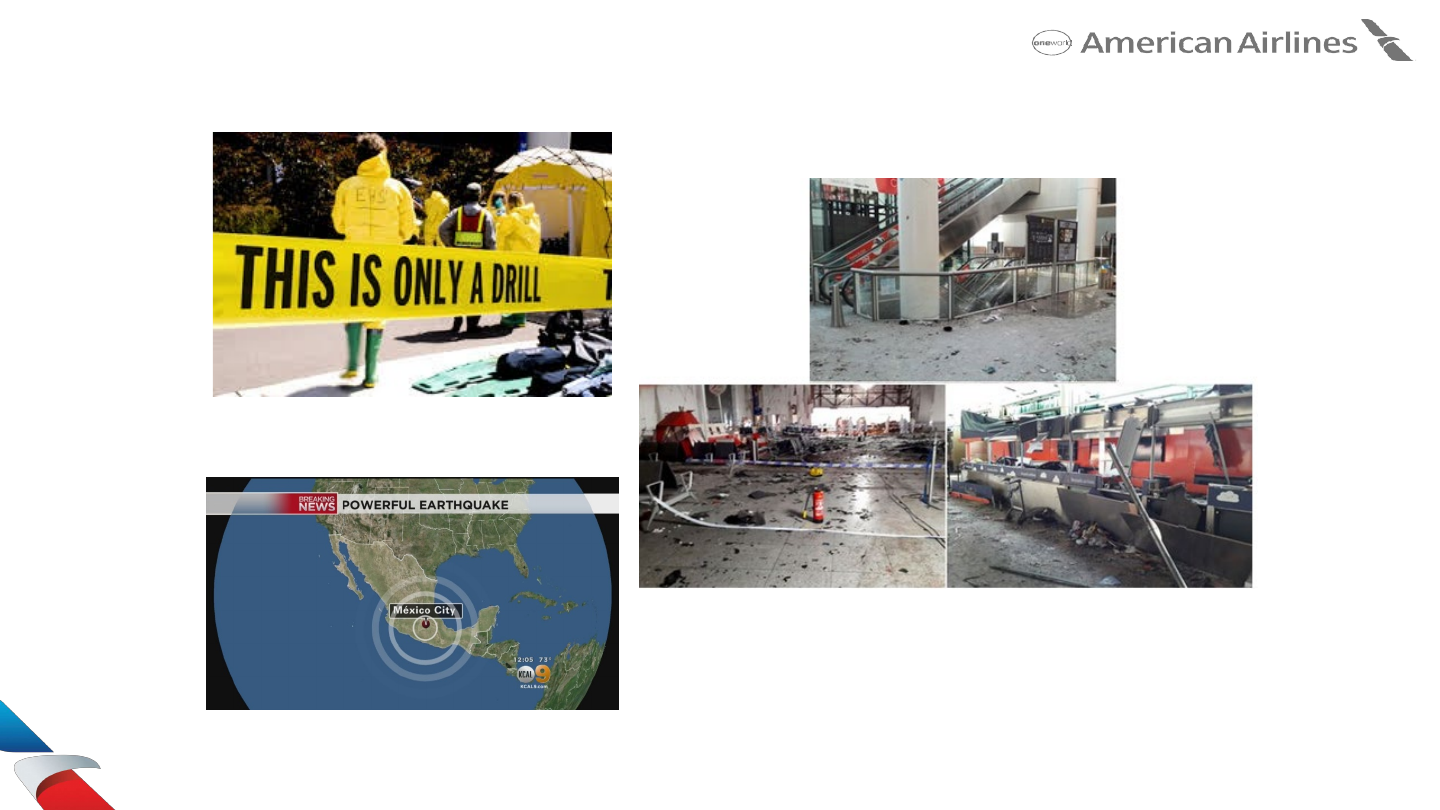 oneworld American Airlines
EHS
THIS IS ONLY A DRILL
BREAKING
NEWS
POWERFUL EARTHQUAKE
México City
12:05 73°
KCAL 9
KCAL9.com